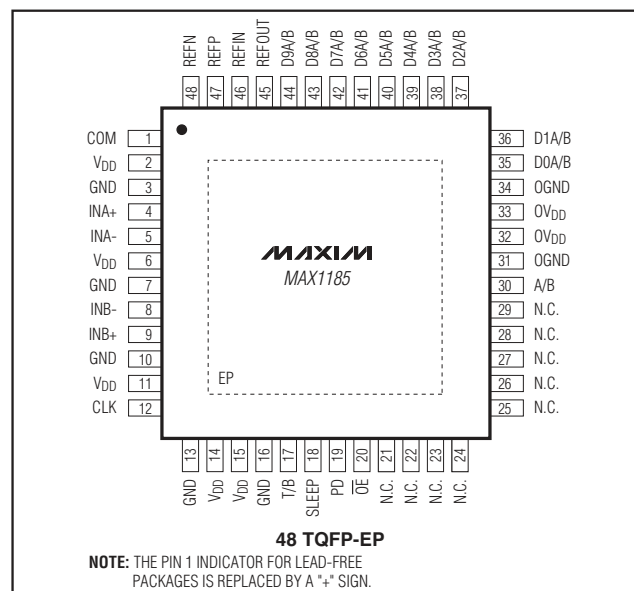 REFN REFP REFIN REFOUT D9A/B D8A/B D7A/B D6A/B D5A/B D4A/B D3A/B D2A/B
48 47 46 45 44 43 42 41 40 39 38 37
COM 1 36 D1A/B
VDD 2 35 D0A/B
GND 3 34 OGND
INA+ 4 33 OVDD
INA- 5 32 OVDD
VDD 6 31 OGND
MAXIM
MAX1185
GND 7 30 A/B
INB- 8 29 N.C.
INB+ 9 28 N.C.
GND 10 27 N.C.
VDD 11 26 N.C.
EP
CLK 12 25 N.C.
13 14 15 16 17 18 19 20 21 22 23 24
GND VDD VDD GND T/B SLEEP PD OE N.C. N.C. N.C. N.C.
48 TQFP-EP
NOTE: THE PIN 1 INDICATOR FOR LEAD-FREE
PACKAGES IS REPLACED BY A "+" SIGN.